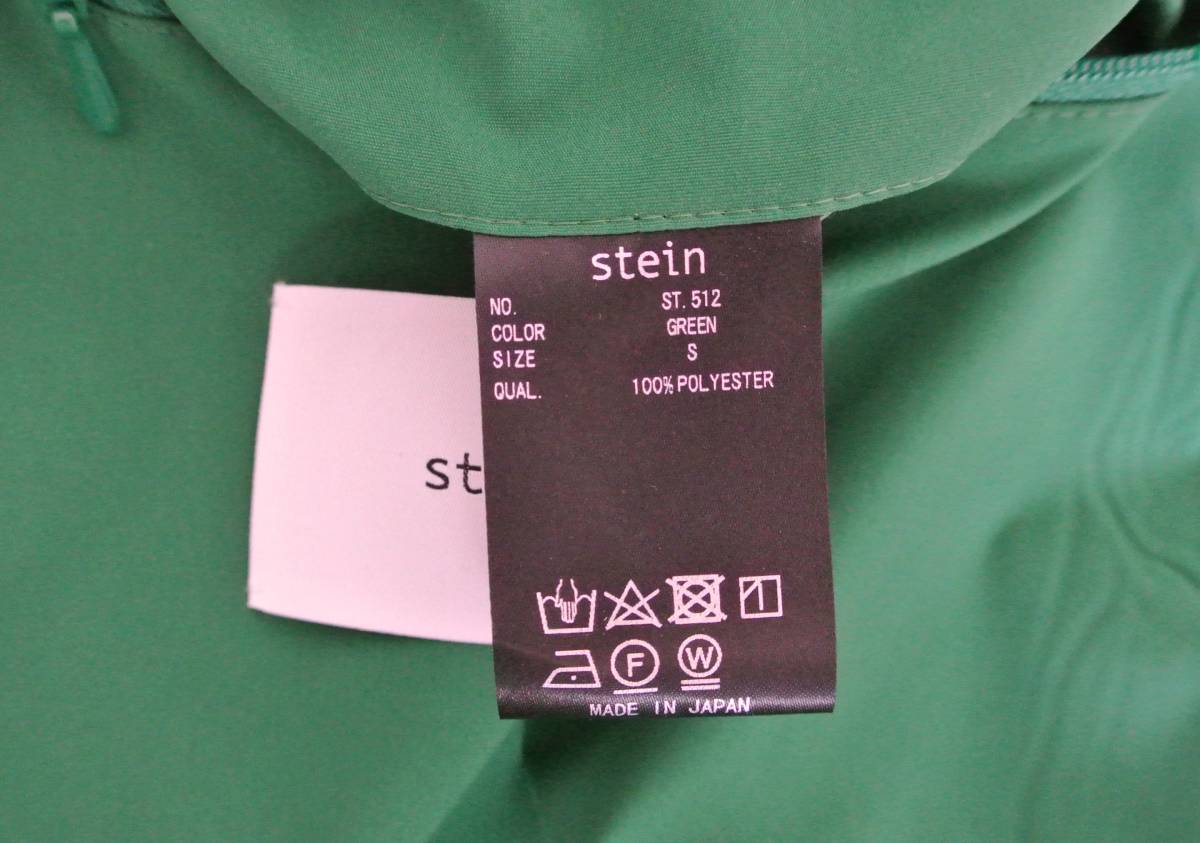 stein
NO. ST.512
COLOR GREEN
SIZE S
QUAL. 100%POLYESTER
st
F W
MADE IN JAPAN